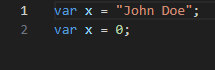 1 var x = "John Doe";
2 var x = 0;